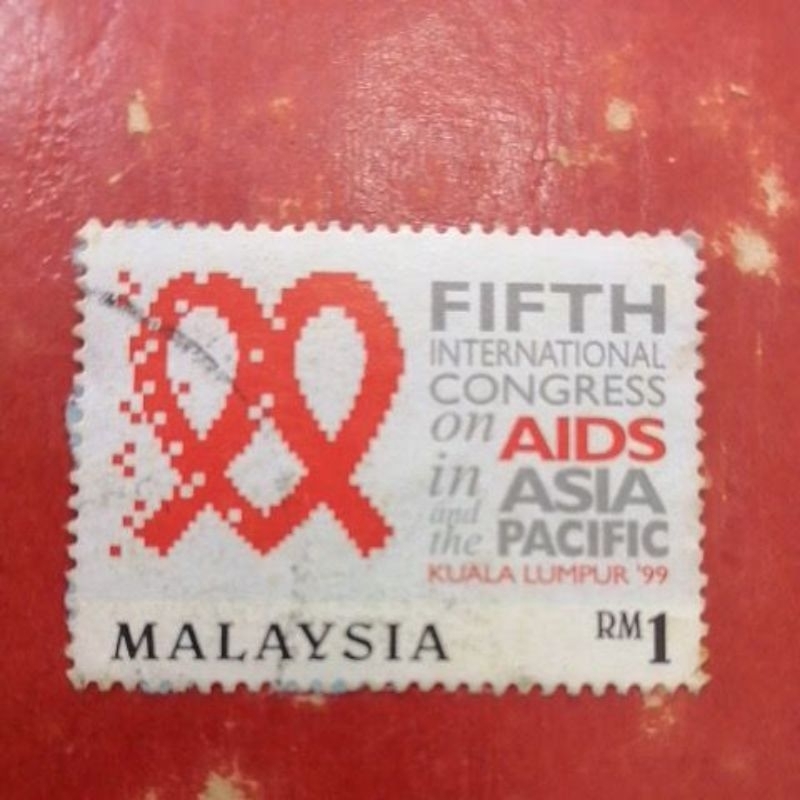 FIFTH
INTERNATIONAL
CONGRESS
on AIDS
in ASIA
and
the PACIFIC
KUALA LUMPUR '99
MALAYSIA
RM1